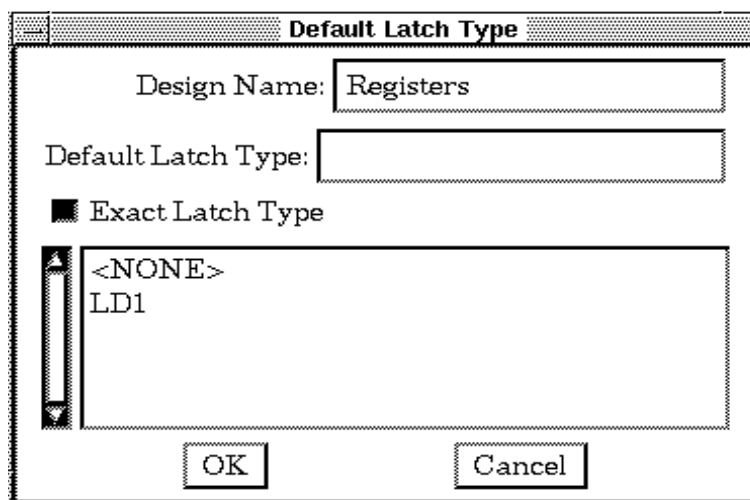 Default Latch Type
Design Name: Registers
Default Latch Type:
Exact Latch Type
<NONE>
LD1
OK Cancel